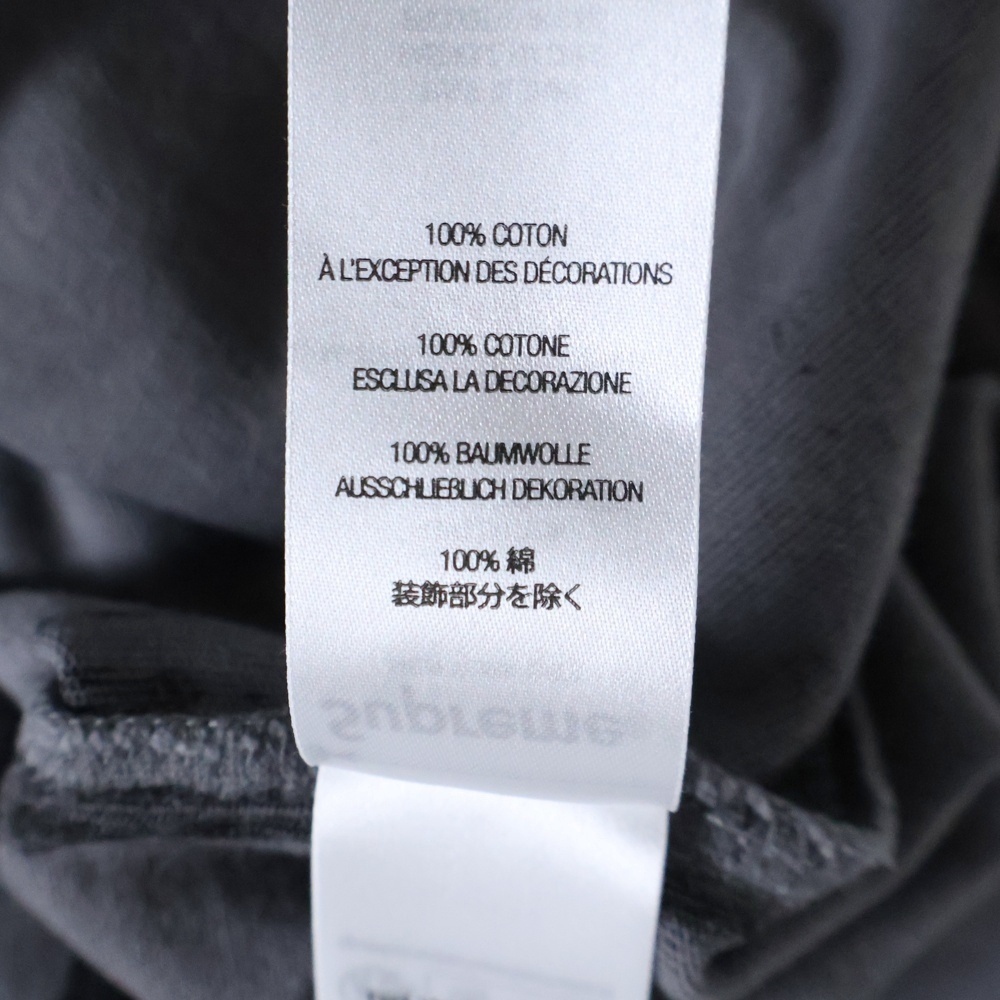 100% COTON
À L'EXCEPTION DES DÉCORATIONS
100% COTONE
ESCLUSA LA DECORAZIONE
100% BAUMWOLLE
AUSSCHLIEßLICH DEKORATION
100% 綿
装飾部分を除く
Supreme